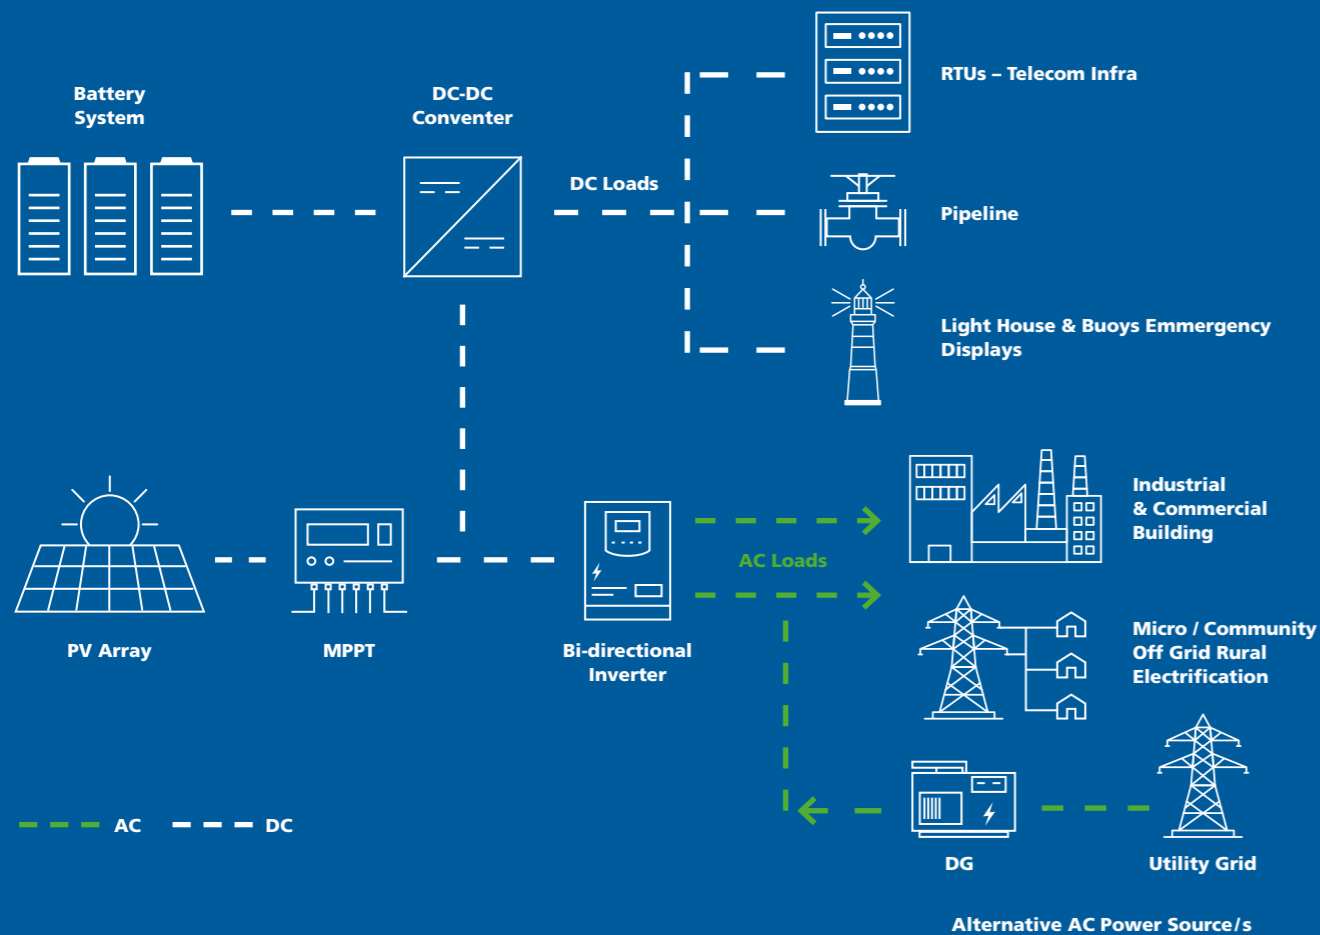 Battery
System
DC-DC
Conventer
DC Loads
RTUs – Telecom Infra
Pipeline
Light House & Buoys Emmergency
Displays
PV Array
MPPT
Bi-directional
Inverter
AC Loads
Industrial
& Commercial
Building
Micro / Community
Off Grid Rural
Electrification
AC
DC
DG
Utility Grid
Alternative AC Power Source/s